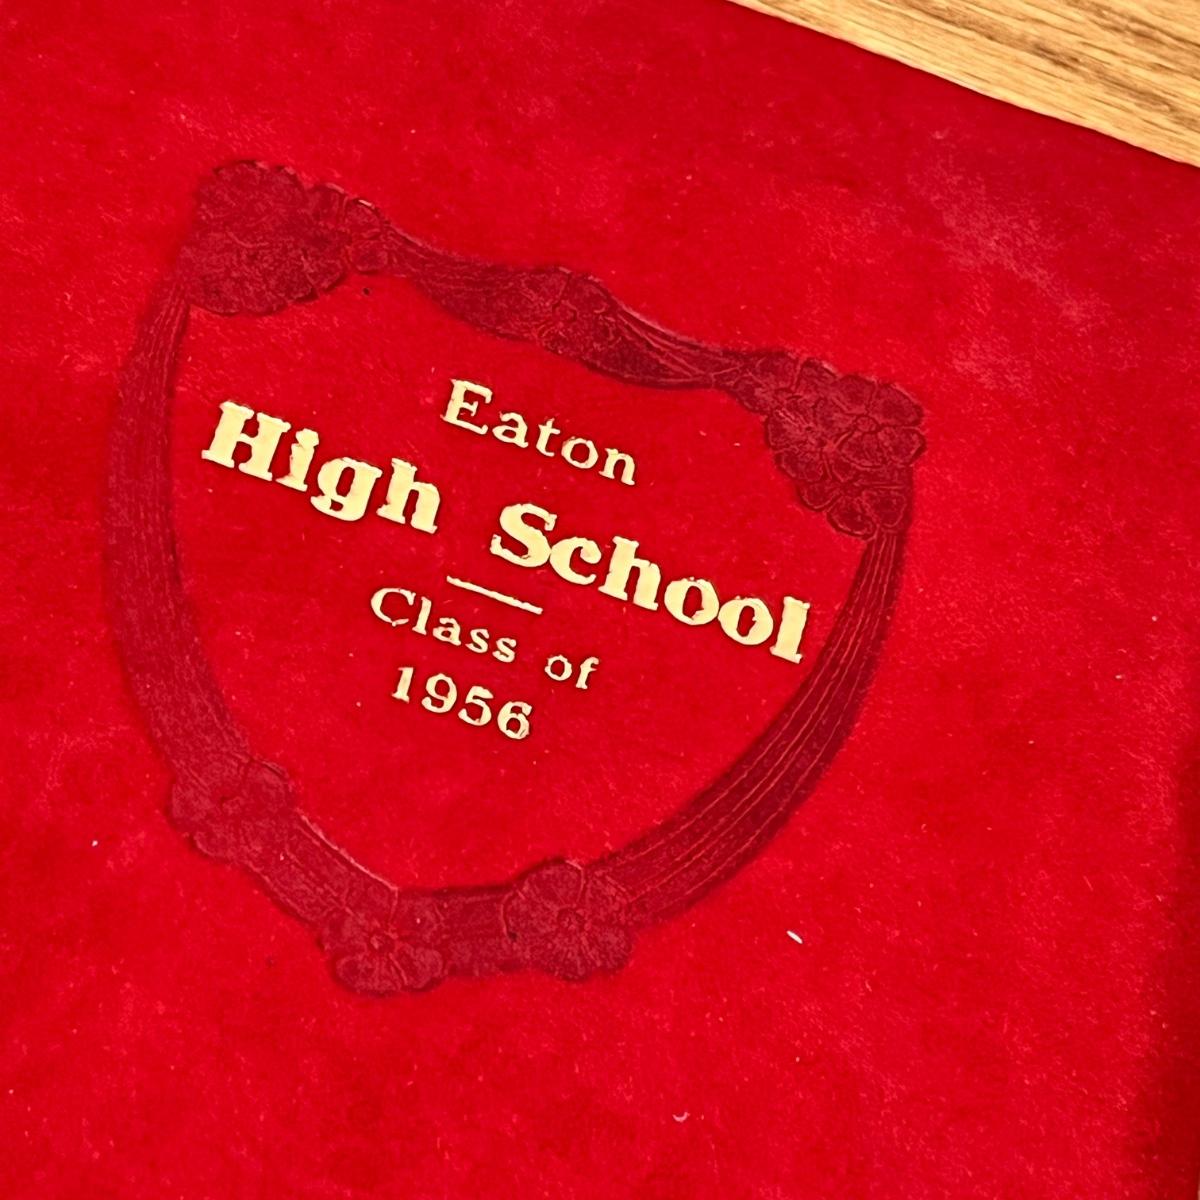 Eaton
High School
Class of
1956